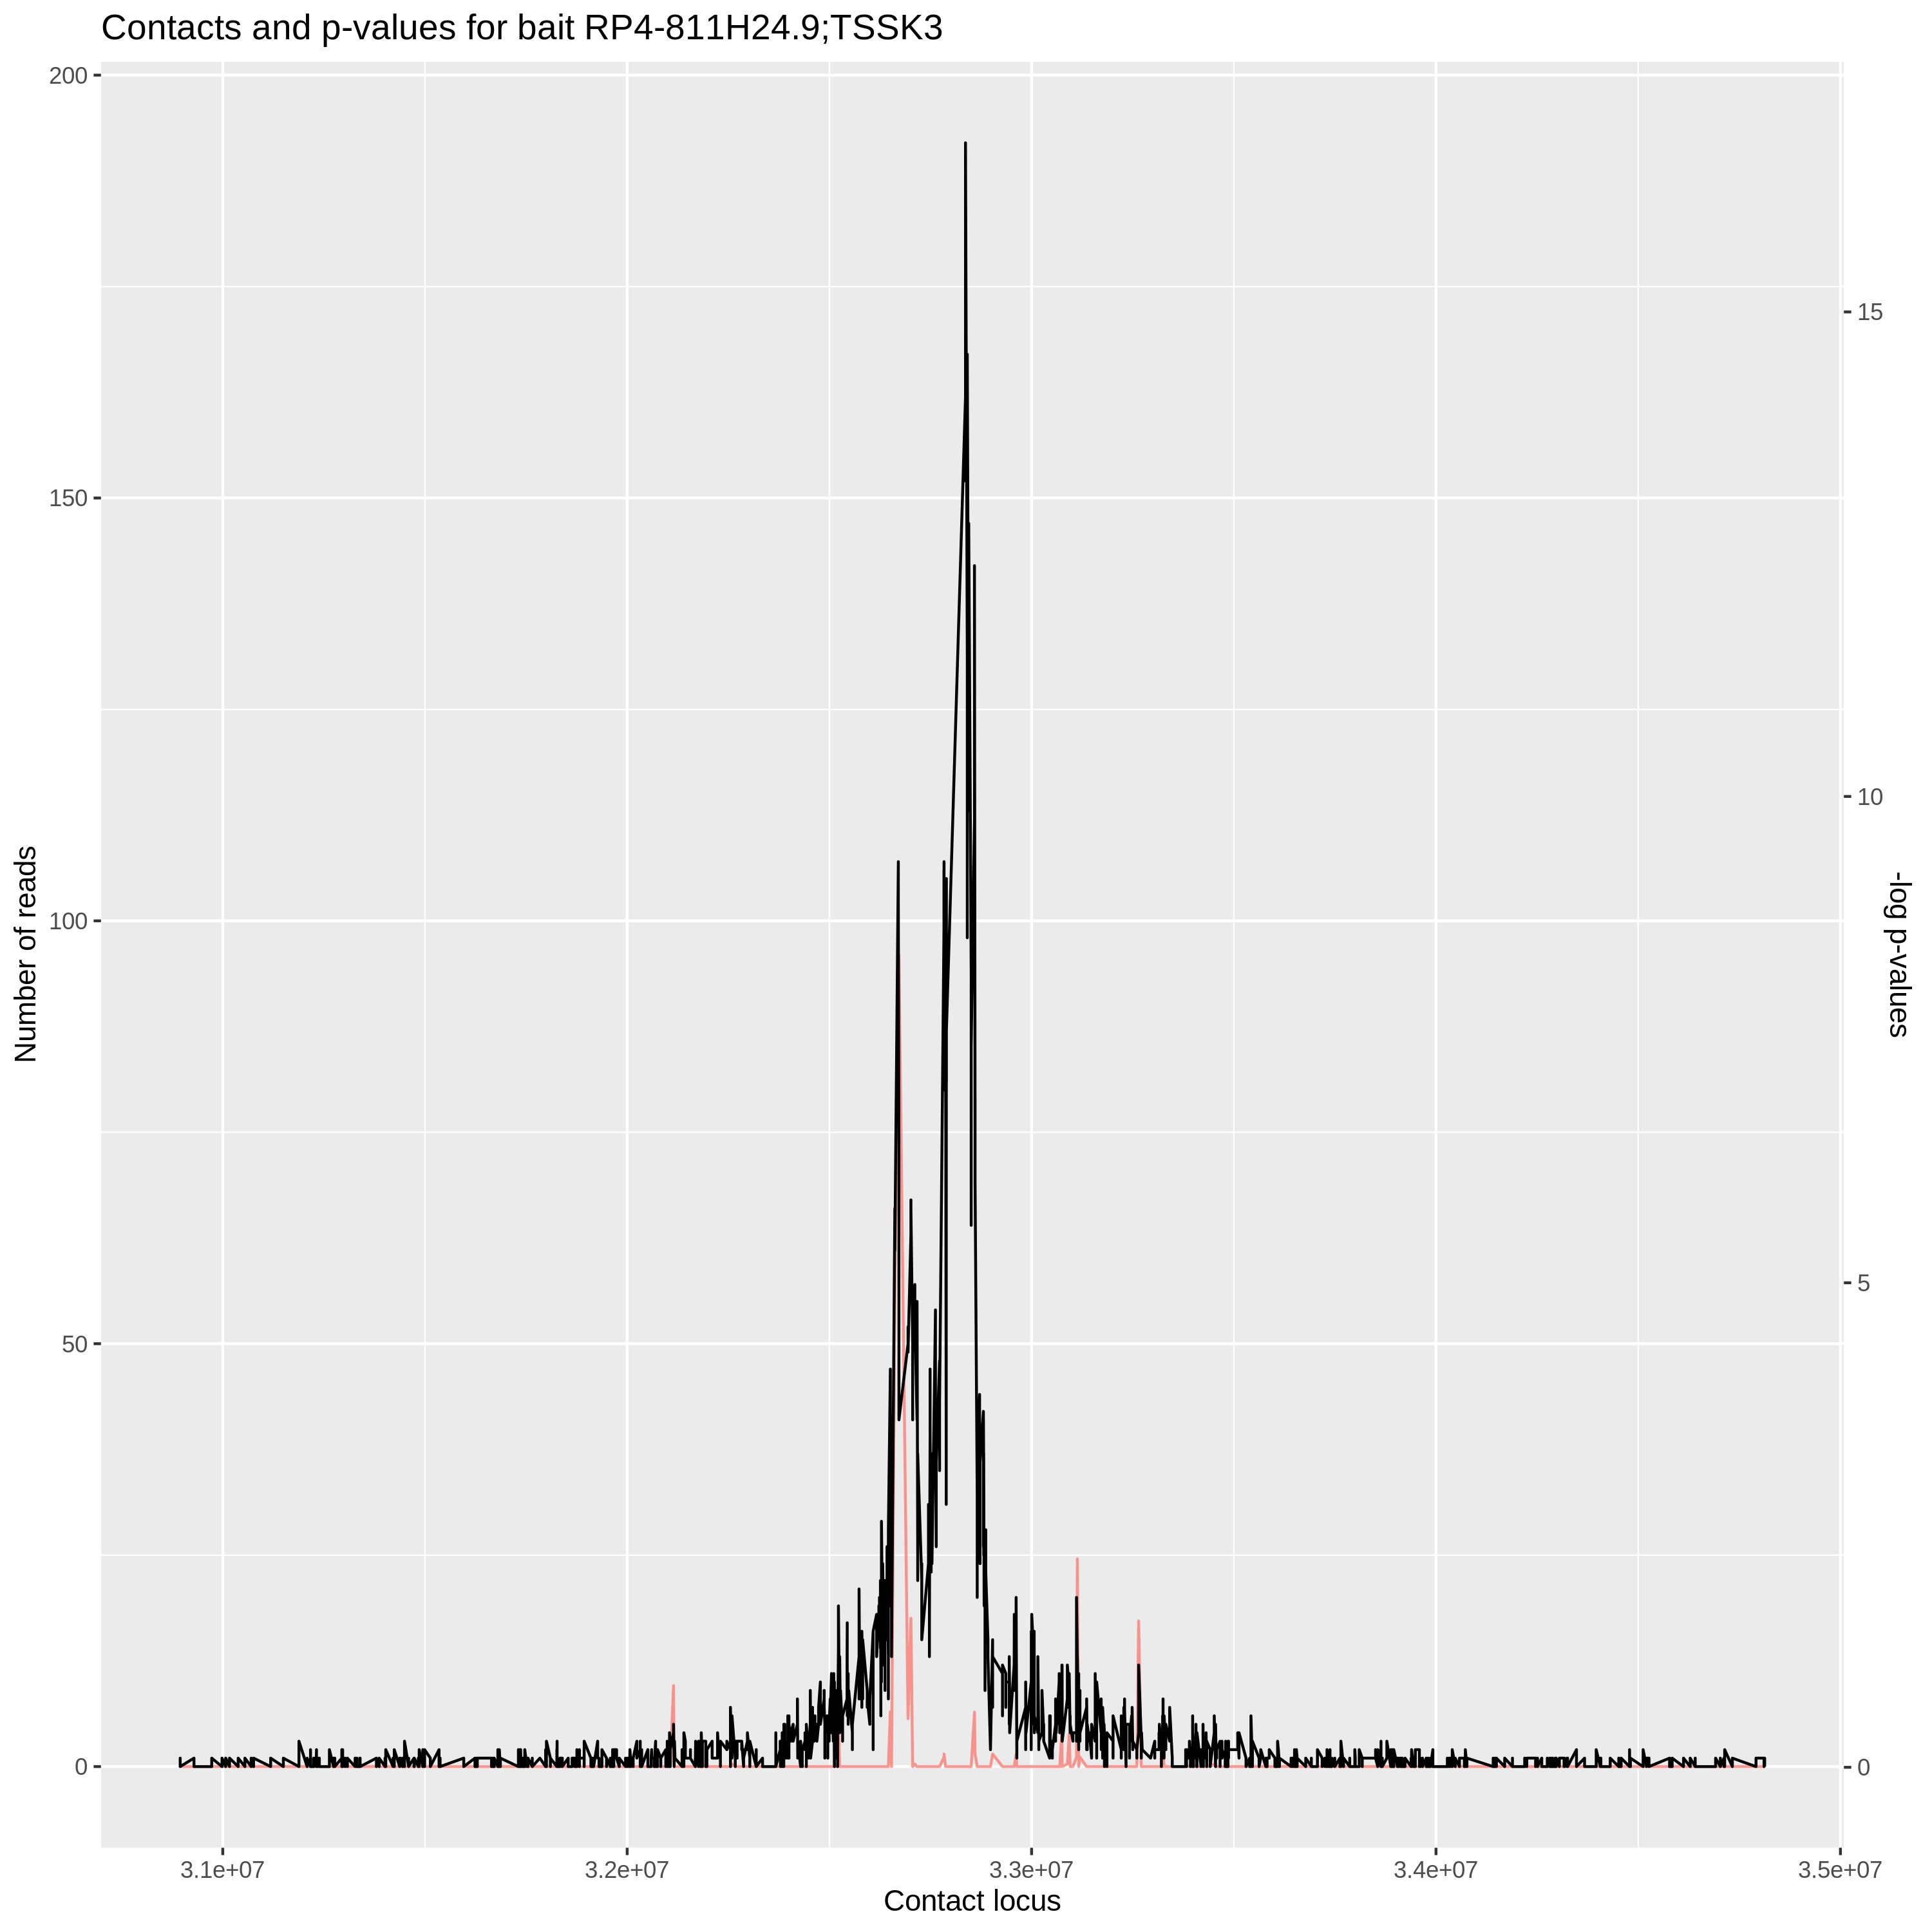 Contacts and p-values for bait RP4-811H24.9;TSSK3
200
150
100
50
0
Number of reads
15
10
5
0
-log p-values
3.1e+07
3.2e+07
3.3e+07
3.4e+07
3.5e+07
Contact locus